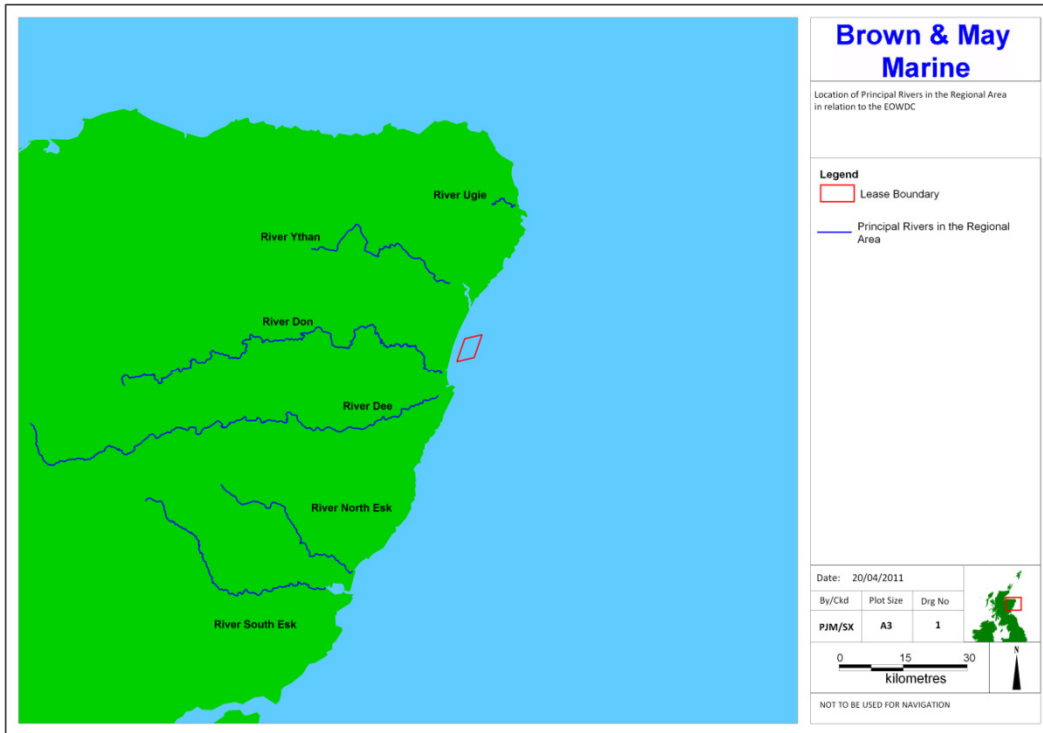 River Ugie
River Ythan
River Don
River Dee
River North Esk
River South Esk
Brown & May
Marine
Location of Principal Rivers in the Regional Area
in relation to the EOWDC
Legend
Lease Boundary
Principal Rivers in the Regional
Area
Date: 20/04/2011
By/Ckd Plot Size Drg No
PJM/SX A3 1
0 15 30
kilometres
N
NOT TO BE USED FOR NAVIGATION